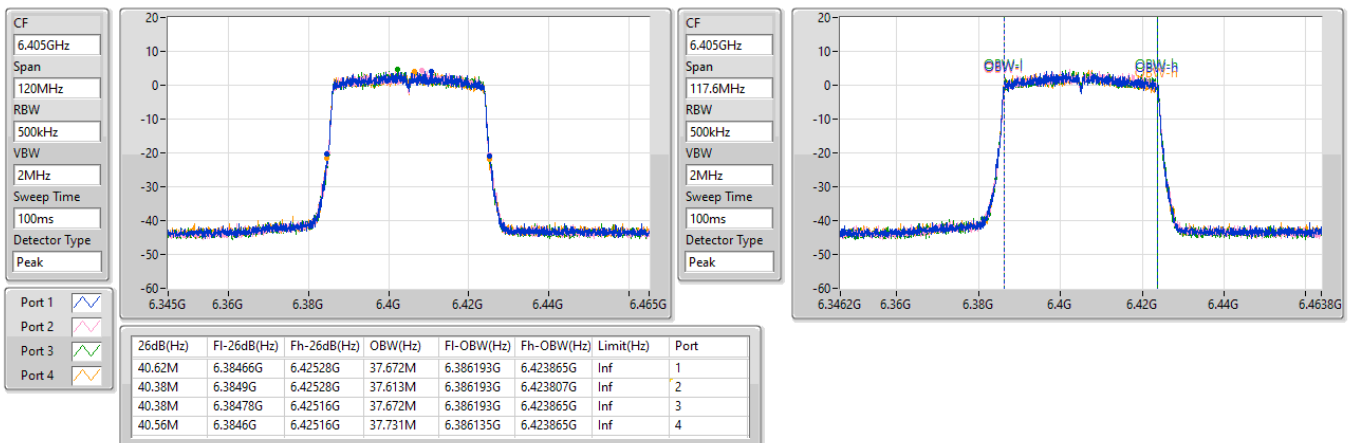 CF
6.405GHz
Span
120MHz
RBW
500kHz
VBW
2MHz
Sweep Time
100ms
Detector Type
Peak
20
10
0
-10
-20
-30
-40
-50
-60
6.345G 6.36G 6.38G 6.4G 6.42G 6.44G 6.465G
CF
6.405GHz
Span
117.6MHz
RBW
500kHz
VBW
2MHz
Sweep Time
100ms
Detector Type
Peak
20
10
0
-10
-20
-30
-40
-50
-60
OBW-l OBW-h
6.3462G 6.36G 6.38G 6.4G 6.42G 6.44G 6.4638G
Port 1
Port 2
Port 3
Port 4
26dB(Hz) Fl-26dB(Hz) Fh-26dB(Hz) OBW(Hz) Fl-OBW(Hz) Fh-OBW(Hz) Limit(Hz) Port
40.62M 6.38466G 6.42528G 37.672M 6.386193G 6.423865G Inf 1
40.38M 6.3849G 6.42528G 37.613M 6.386193G 6.423807G Inf 2
40.38M 6.38478G 6.42516G 37.672M 6.386193G 6.423865G Inf 3
40.56M 6.3846G 6.42516G 37.731M 6.386135G 6.423865G Inf 4